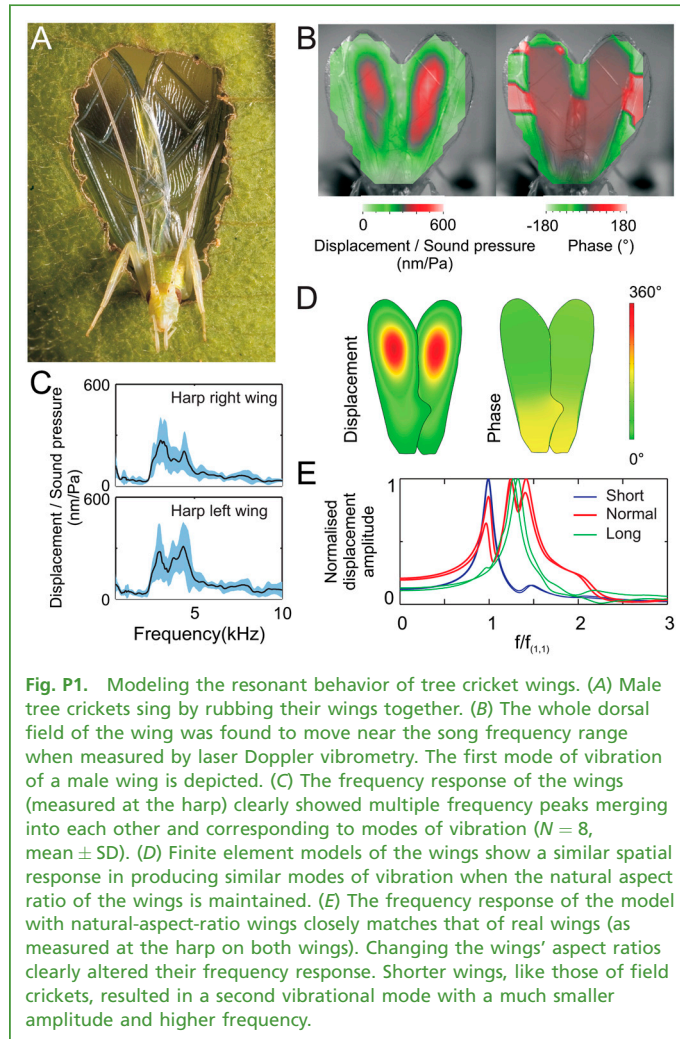 A
B
0 600
Displacement / Sound pressure
(nm/Pa)
-180 180
Phase (°)
C
600
Harp right wing
0
600
Harp left wing
0
5 10
Frequency(kHz)
Displacement / Sound pressure
(nm/Pa)
D
Displacement
Phase
360°
0°
E
1
Short
Normal
Long
0
0 1 2 3
Normalised
displacement
amplitude
f/f(1,1)
Fig. P1. Modeling the resonant behavior of tree cricket wings. (A) Male
tree crickets sing by rubbing their wings together. (B) The whole dorsal
field of the wing was found to move near the song frequency range
when measured by laser Doppler vibrometry. The first mode of vibration
of a male wing is depicted. (C) The frequency response of the wings
(measured at the harp) clearly showed multiple frequency peaks merging
into each other and corresponding to modes of vibration (N = 8,
mean ± SD). (D) Finite element models of the wings show a similar spatial
response in producing similar modes of vibration when the natural aspect
ratio of the wings is maintained. (E) The frequency response of the model
with natural-aspect-ratio wings closely matches that of real wings (as
measured at the harp on both wings). Changing the wings’ aspect ratios
clearly altered their frequency response. Shorter wings, like those of field
crickets, resulted in a second vibrational mode with a much smaller
amplitude and higher frequency.